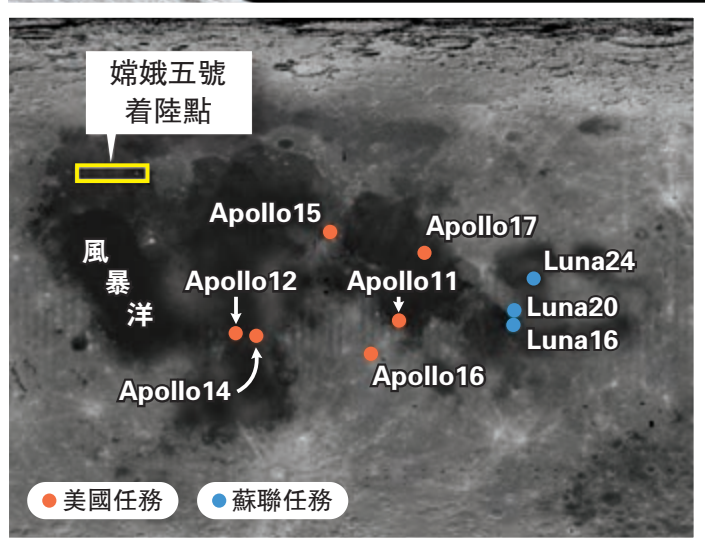 嫦娥五號
着陸點
Apollo15
Apollo17
風
暴
洋
Apollo12
Apollo11
Luna24
Luna20
Luna16
Apollo14
Apollo16
美國任務
蘇聯任務